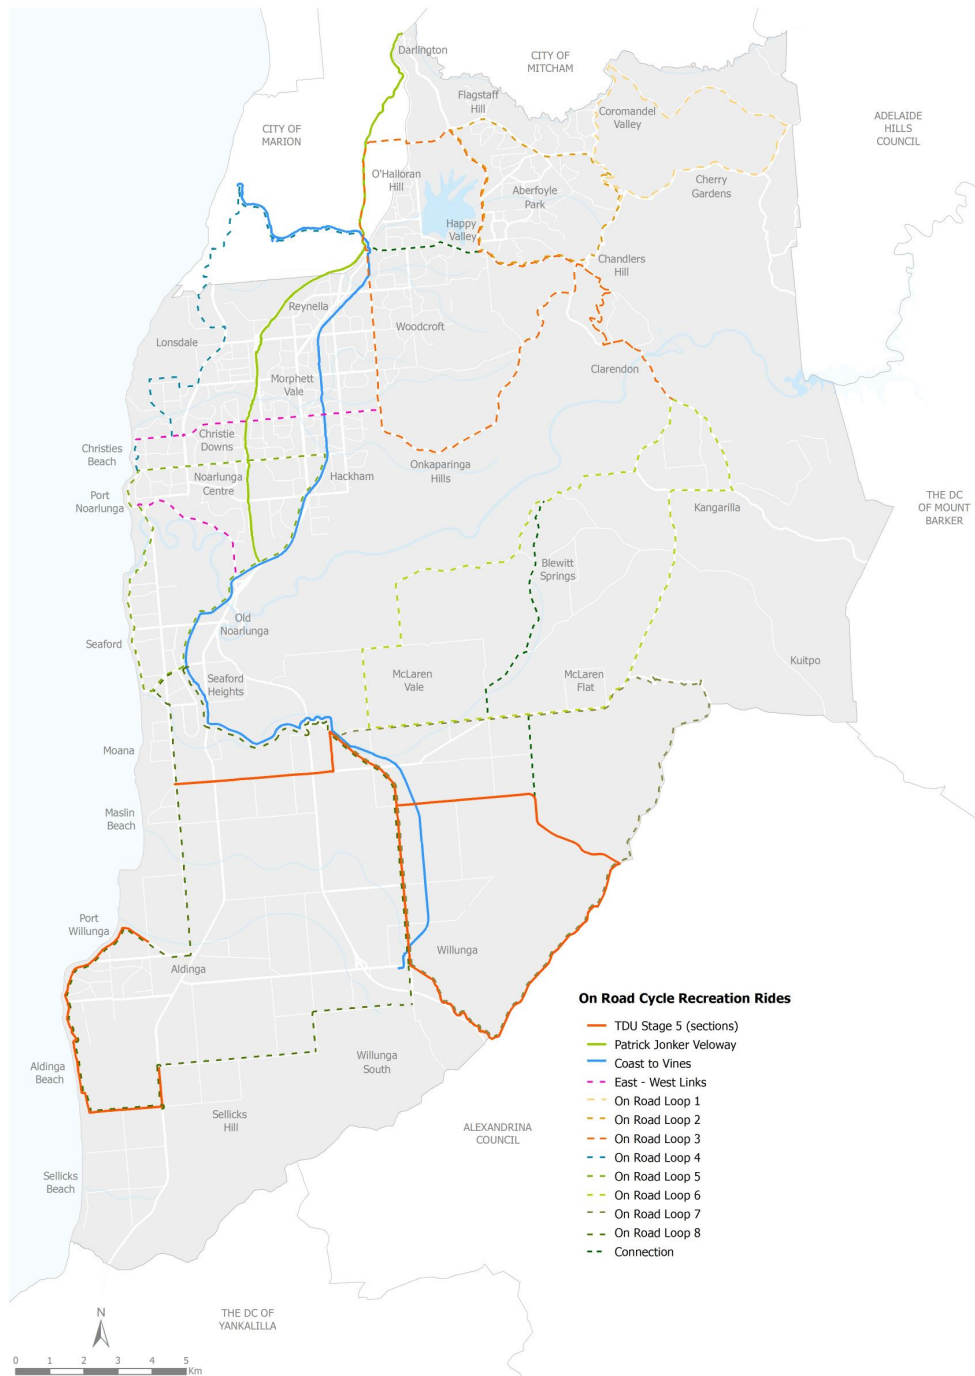 Darlington
CITY OF
MITCHAM
Flagstaff
Hill
Coromandel
Valley
ADELAIDE
HILLS
COUNCIL
CITY OF
MARION
O'Halloran
Hill
Aberfoyle
Park
Cherry
Gardens
Happy
Valley
Chandlers
Hill
Reynella
Woodcroft
Lonsdale
Clarendon
Morphett
Vale
Christie
Downs
Christies
Beach
Onkaparinga
Hills
Noarlunga
Centre
Hackham
Port
Noarlunga
Kangarilla
THE DC
OF MOUNT
BARKER
Blewitt
Springs
Old
Noarlunga
Seaford
Kuitpo
Seaford
Heights
McLaren
Vale
McLaren
Flat
Moana
Maslin
Beach
Port
Willunga
Willunga
Aldinga
On Road Cycle Recreation Rides
TDU Stage 5 (sections)
Patrick Jonker Veloway
Coast to Vines
East - West Links
On Road Loop 1
On Road Loop 2
On Road Loop 3
On Road Loop 4
On Road Loop 5
On Road Loop 6
On Road Loop 7
On Road Loop 8
Connection
Willunga
South
Aldinga
Beach
Sellicks
Hill
ALEXANDRINA
COUNCIL
Sellicks
Beach
THE DC OF
YANKALILLA
N
0 1 2 3 4 5
Km